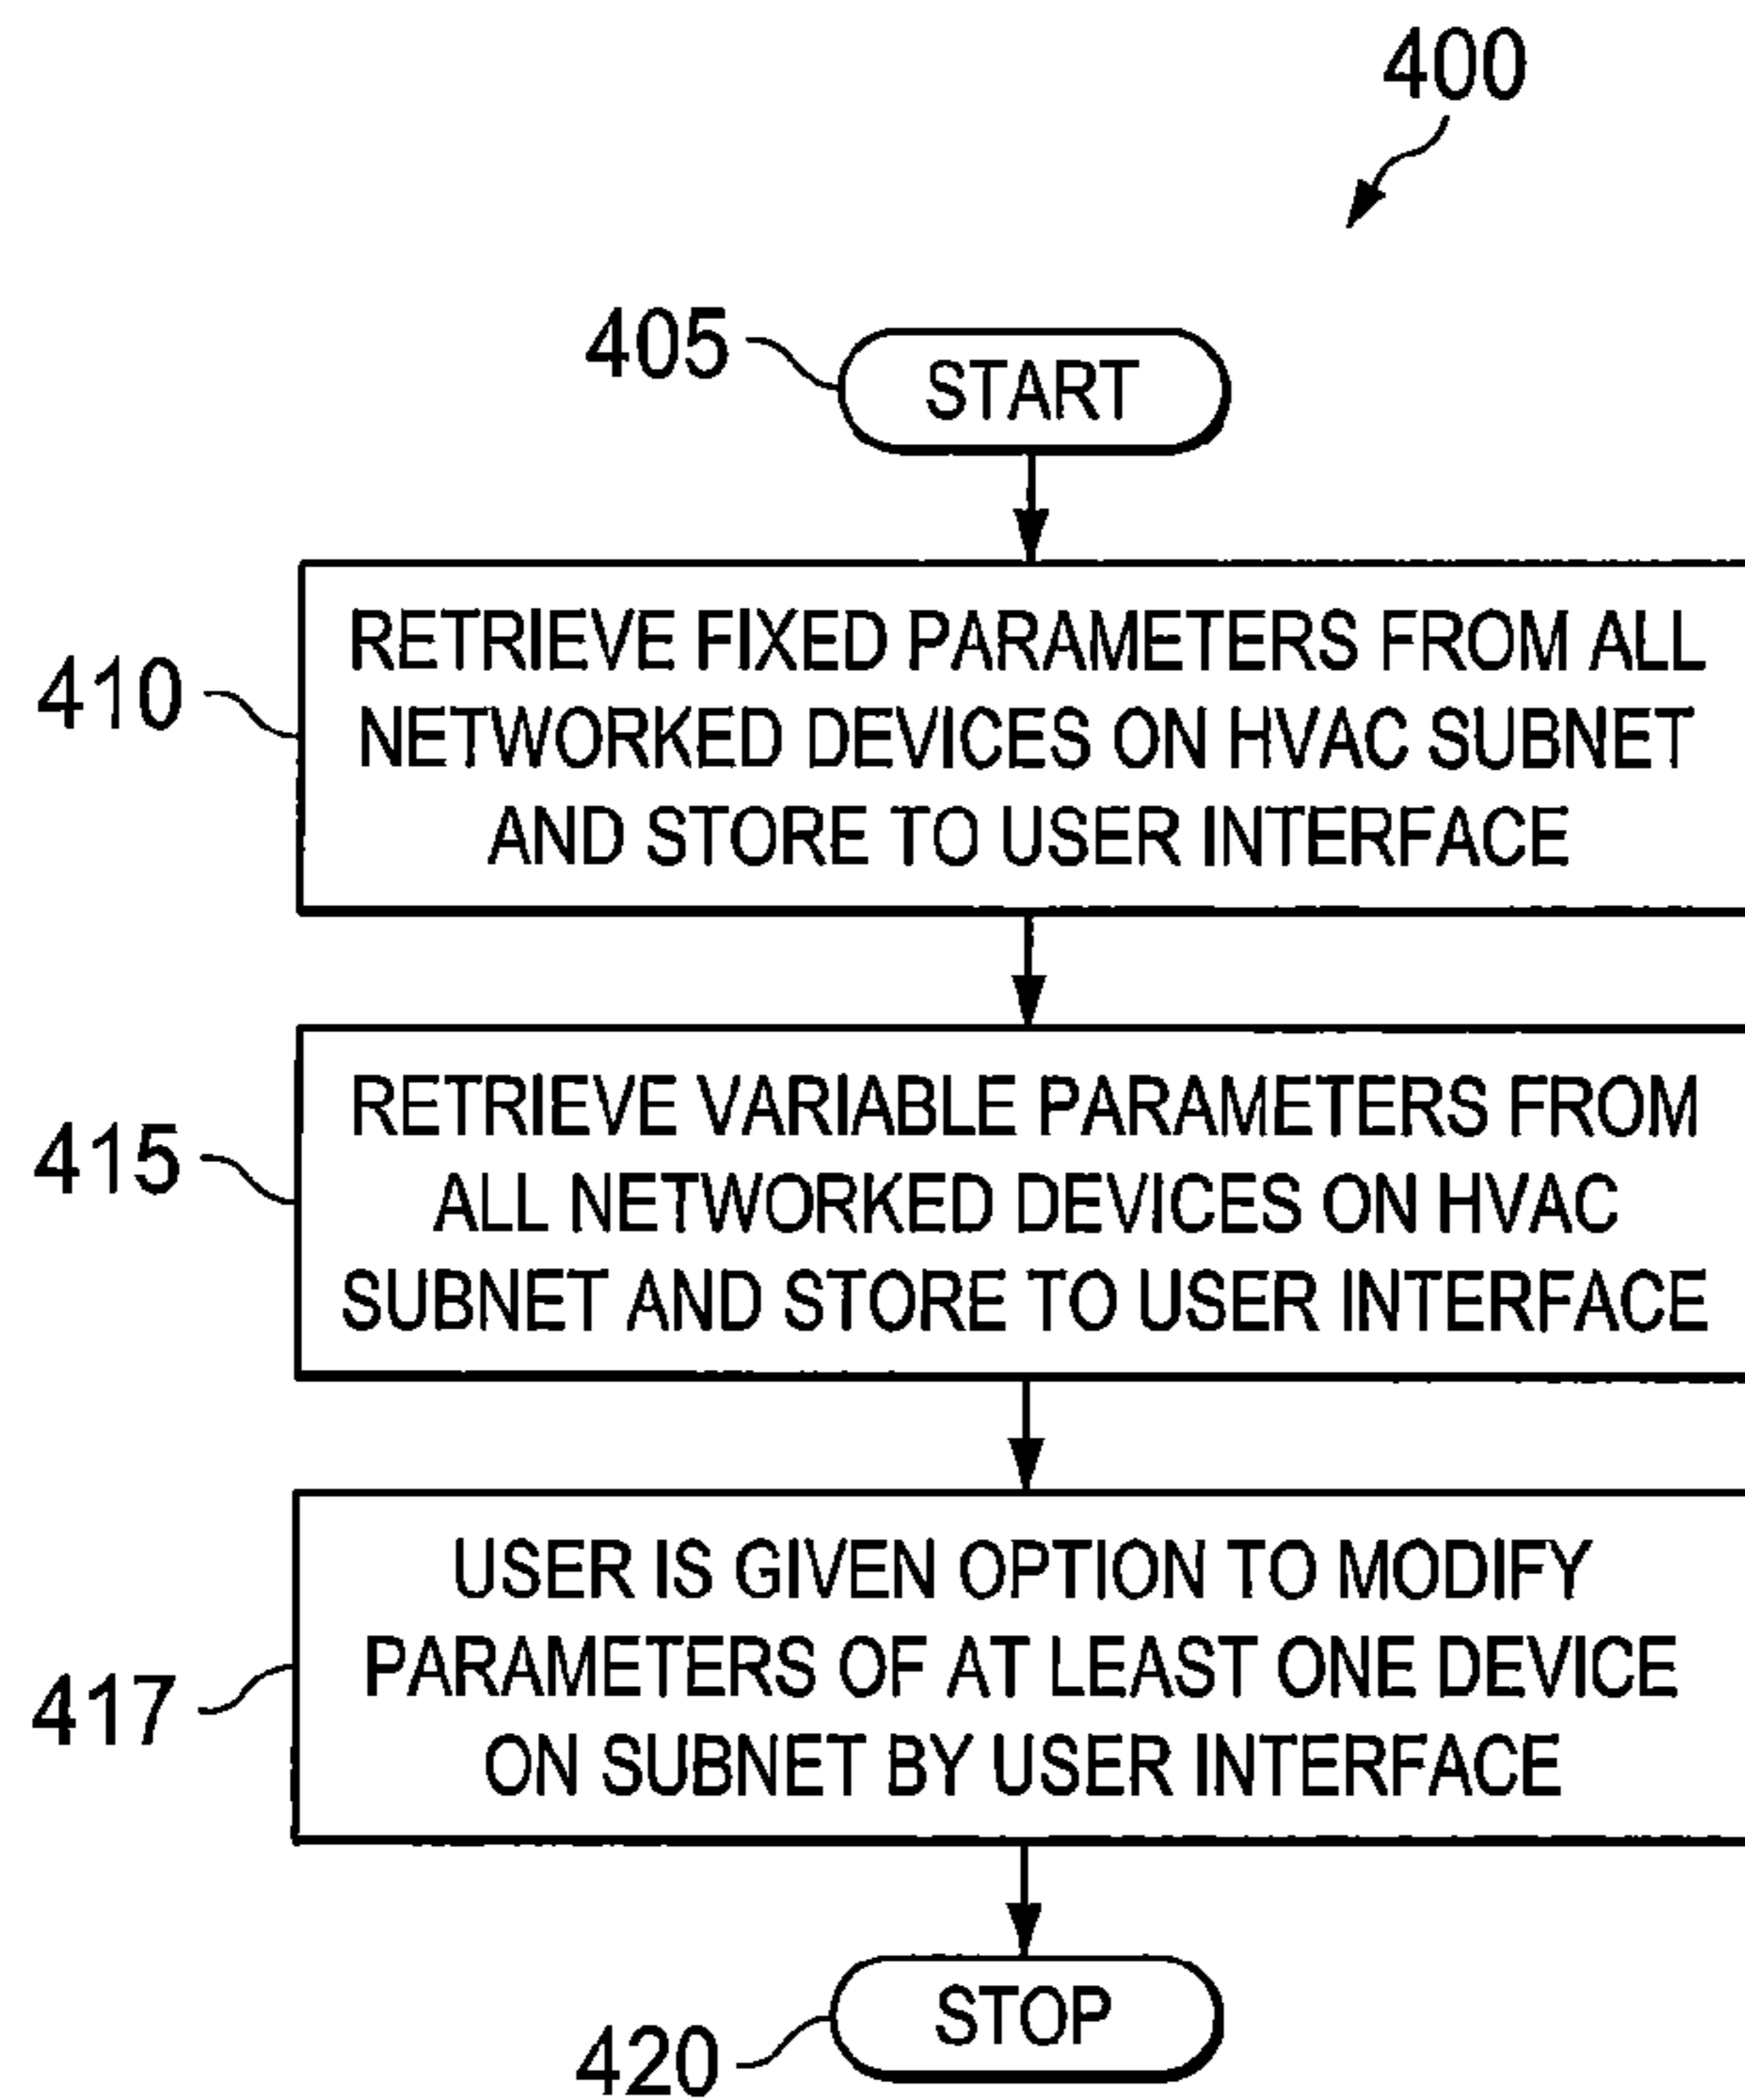 400
405
START
410
RETRIEVE FIXED PARAMETERS FROM ALL
NETWORKED DEVICES ON HVAC SUBNET
AND STORE TO USER INTERFACE
415
RETRIEVE VARIABLE PARAMETERS FROM
ALL NETWORKED DEVICES ON HVAC
SUBNET AND STORE TO USER INTERFACE
417
USER IS GIVEN OPTION TO MODIFY
PARAMETERS OF AT LEAST ONE DEVICE
ON SUBNET BY USER INTERFACE
420
STOP